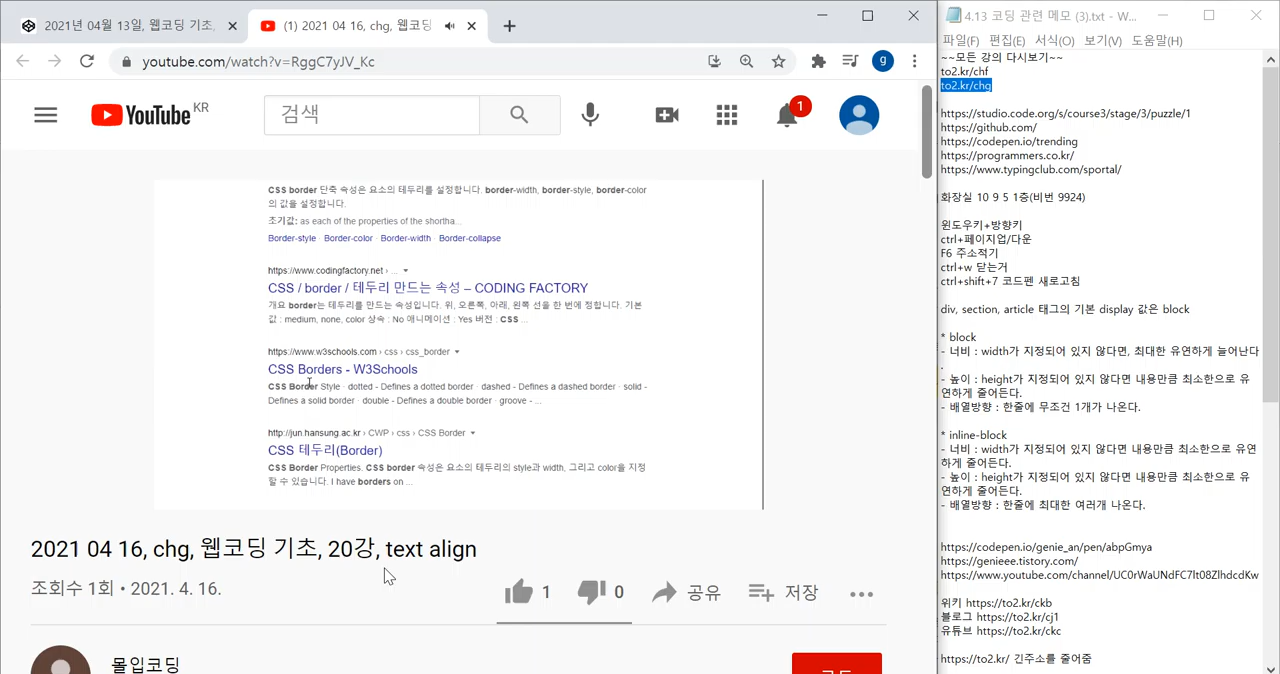 2021년 04월 13일, 웹코딩 기초,
(1) 2021 04 16, chg, 웹코딩
youtube.com/watch?v=RggC7yJV_Kc
g
YouTube KR
검색
1
CSS border 단축 속성은 요소의 테두리를 설정합니다. border-width, border-style, border-color
의 값을 설정합니다.
초기값: as each of the properties of the shortha...
Border-style · Border-color · Border-width · Border-collapse
https://www.codingfactory.net › ...
CSS / border / 테두리 만드는 속성 – CODING FACTORY
개요 border는 테두리를 만드는 속성입니다. 위, 오른쪽, 아래, 왼쪽 선을 한 번에 정합니다. 기본
값 : medium, none, color 상속 : No 애니메이션 : Yes 버전 : CSS ...
https://www.w3schools.com › css › css_border
CSS Borders - W3Schools
CSS Border Style · dotted - Defines a dotted border · dashed - Defines a dashed border · solid -
Defines a solid border · double - Defines a double border · groove - ...
http://jun.hansung.ac.kr › CWP › css › CSS Border
CSS 테두리(Border)
CSS Border Properties. CSS border 속성은 요소의 테두리의 style과 width, 그리고 color을 지정
할 수 있습니다. I have borders on ...
2021 04 16, chg, 웹코딩 기초, 20강, text align
조회수 1회 • 2021. 4. 16.
1
0
공유
저장
몰입코딩
4.13 코딩 관련 메모 (3).txt - W...
파일(F) 편집(E) 서식(O) 보기(V) 도움말(H)
~~모든 강의 다시보기~~
to2.kr/chf
to2.kr/chg
https://studio.code.org/s/course3/stage/3/puzzle/1
https://github.com/
https://codepen.io/trending
https://programmers.co.kr/
https://www.typingclub.com/sportal/
화장실 10 9 5 1층(비번 9924)
윈도우키+방향키
ctrl+페이지업/다운
F6 주소적기
ctrl+w 닫는거
ctrl+shift+7 코드펜 새로고침
div, section, article 태그의 기본 display 값은 block
* block
- 너비 : width가 지정되어 있지 않다면, 최대한 유연하게 늘어난다
.
- 높이 : height가 지정되어 있지 않다면 내용만큼 최소한으로 유
연하게 줄어든다.
- 배열방향 : 한줄에 무조건 1개가 나온다.
* inline-block
- 너비 : width가 지정되어 있지 않다면 내용만큼 최소한으로 유연
하게 줄어든다.
- 높이 : height가 지정되어 있지 않다면 내용만큼 최소한으로 유
연하게 줄어든다.
- 배열방향 : 한줄에 최대한 여러개 나온다.
https://codepen.io/genie_an/pen/abpGmya
https://genieee.tistory.com/
https://www.youtube.com/channel/UC0rWaUNdFC7lt08ZlhdcdKw
위키 https://to2.kr/ckb
블로그 https://to2.kr/cj1
유튜브 https://to2.kr/ckc
https://to2.kr/ 긴주소를 줄어줌